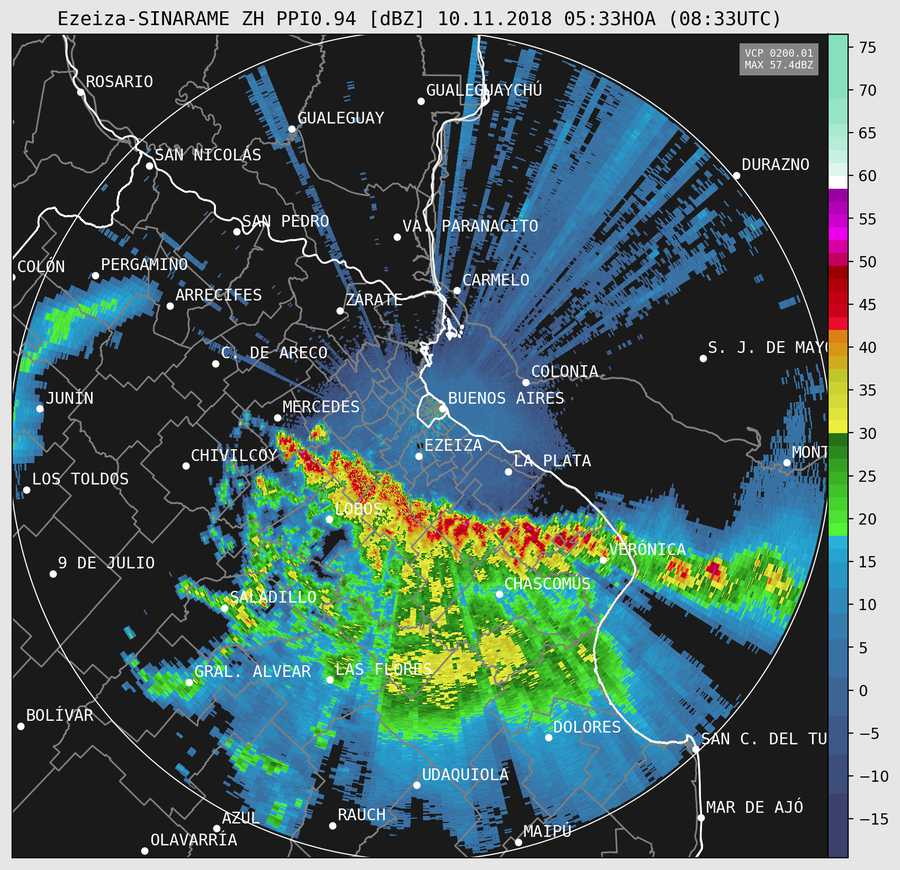 Ezeiza-SINARAME ZH PPI0.94 [dBZ] 10.11.2018 05:33HOA (08:33UTC)
VCP 0200.01
MAX 57.4dBZ
75
70
65
60
55
50
45
40
35
30
25
20
15
10
5
0
−5
−10
−15
ROSARIO
GUALEGUAYCHÚ
GUALEGUAY
SAN NICOLÁS
DURAZNO
SAN PEDRO
VA. PARANACITO
COLÓN
PERGAMINO
CARMELO
ARRECIFES
ZÁRATE
C. DE ARECO
S. J. DE MAYO
COLONIA
JUNÍN
BUENOS AIRES
MERCEDES
EZEIZA
CHIVILCOY
LA PLATA
MONT
LOS TOLDOS
LOBOS
VERÓNICA
9 DE JULIO
CHASCOMÚS
SALADILLO
GRAL. ALVEAR
LAS FLORES
BOLÍVAR
DOLORES
SAN C. DEL TU
UDAQUIOLA
MAR DE AJÓ
AZUL
RAUCH
MAIPÚ
OLAVARRÍA